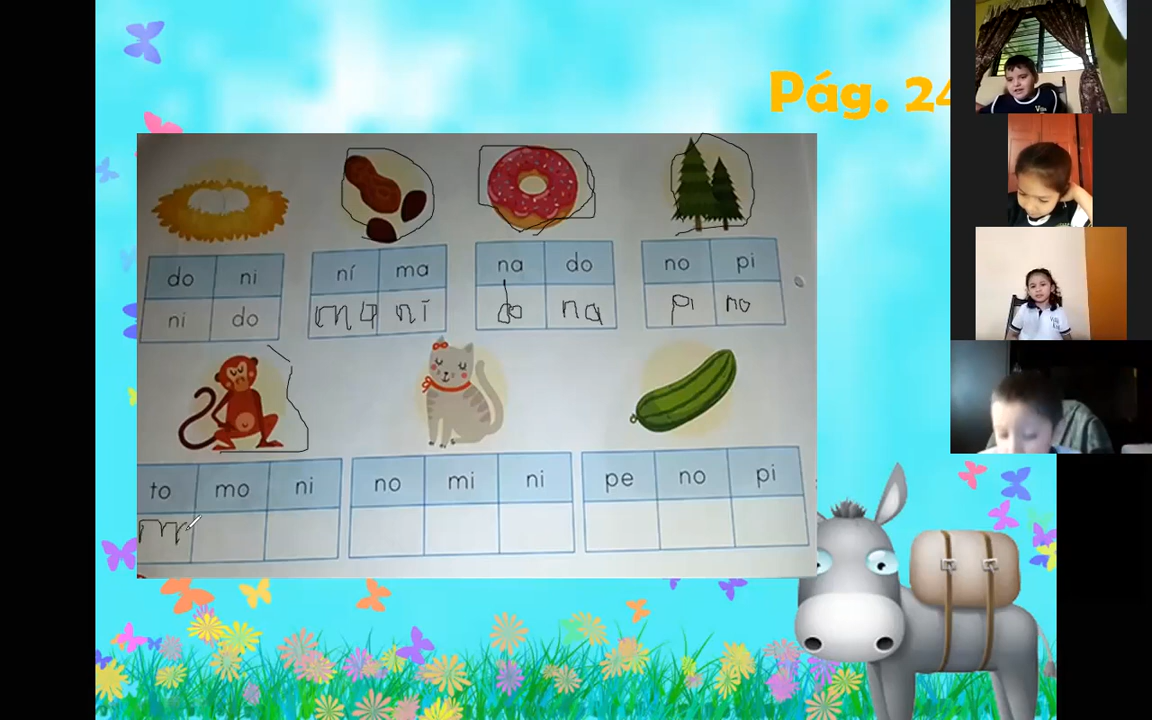 Pág. 24
do ni ní ma na do no pi
ni do ma ní do na pi no
to mo ni no mi ni pe no pi
m